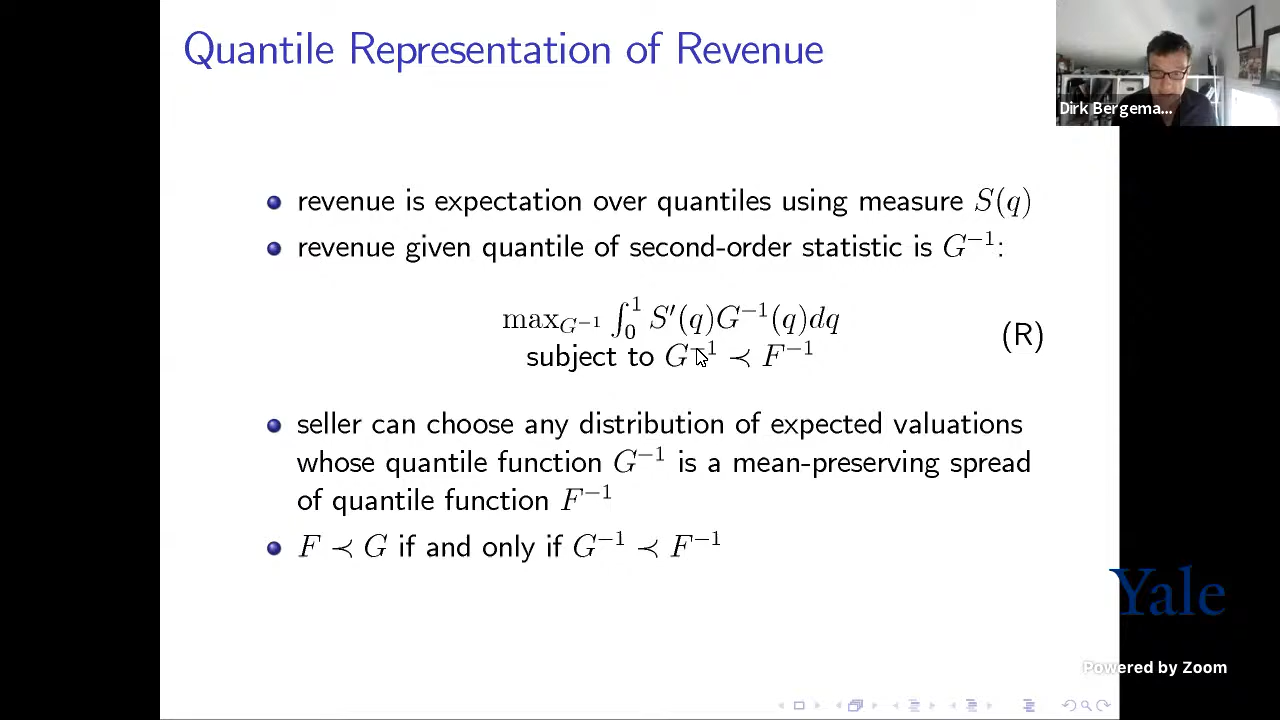 Quantile Representation of Revenue
Dirk Bergema...
revenue is expectation over quantiles using measure S(q)
revenue given quantile of second-order statistic is G⁻¹:
max_{G⁻¹} ∫₀¹ S′(q)G⁻¹(q)dq
subject to G⁻¹ ≺ F⁻¹
(R)
seller can choose any distribution of expected valuations
whose quantile function G⁻¹ is a mean-preserving spread
of quantile function F⁻¹
F ≺ G if and only if G⁻¹ ≺ F⁻¹
Yale
Powered by Zoom